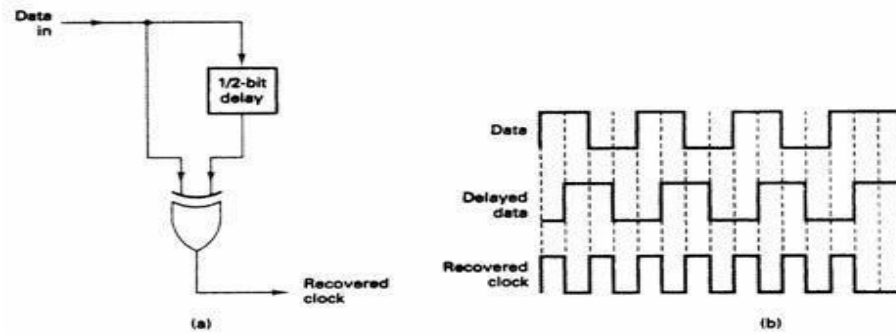 Data
in
1/2-bit
delay
Recovered
clock
(a)
Data
Delayed
data
Recovered
clock
(b)